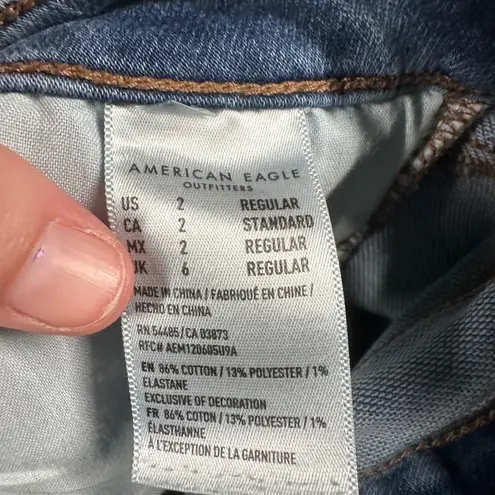 AMERICAN EAGLE
OUTFITTERS
US 2 REGULAR
CA 2 STANDARD
MX 2 REGULAR
UK 6 REGULAR
MADE IN CHINA / FABRIQUÉ EN CHINE /
HECHO EN CHINA
RN 54485 / CA 03873
RFC# AEM120605U9A
EN 86% COTTON / 13% POLYESTER / 1%
ELASTANE
EXCLUSIVE OF DECORATION
FR 86% COTON / 13% POLYESTER / 1%
ÉLASTHANNE
À L'EXCEPTION DE LA GARNITURE